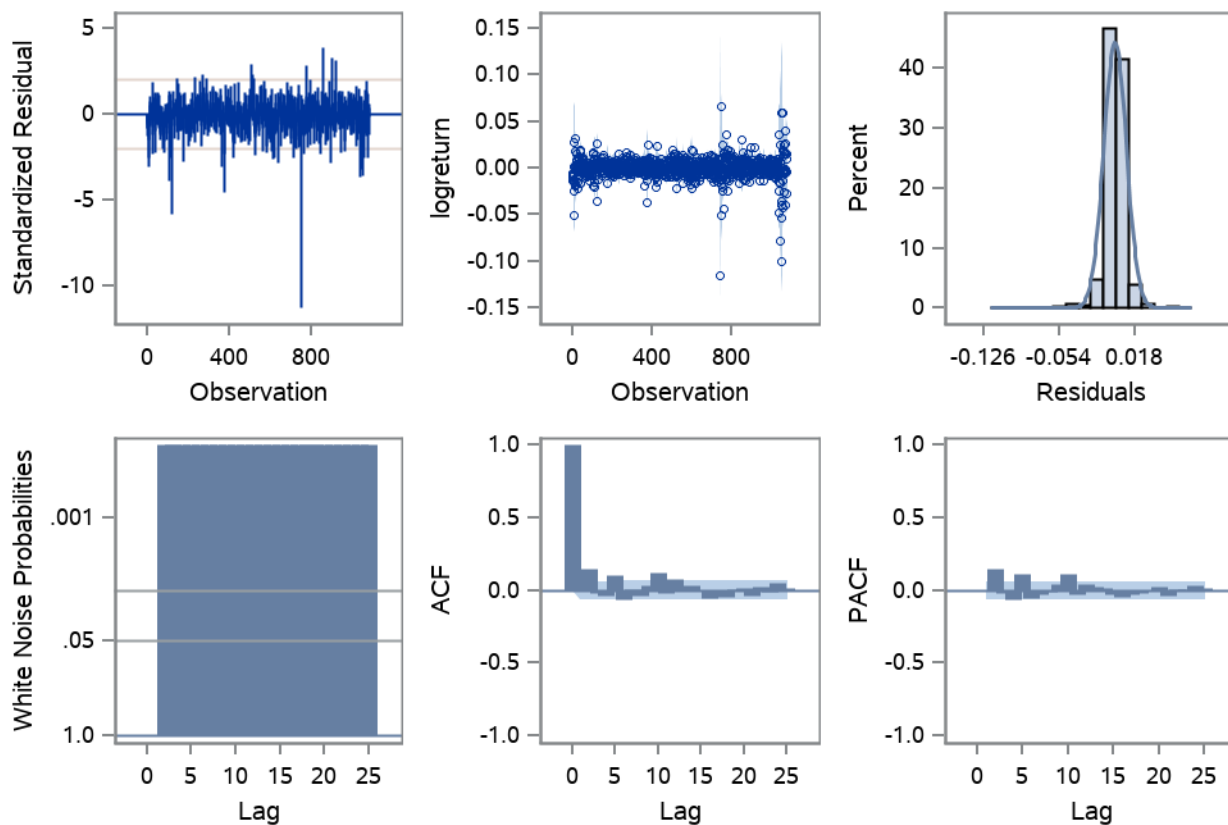 Standardized Residual
5
0
-5
-10
0 400 800
Observation
logreturn
0.15
0.10
0.05
0.00
-0.05
-0.10
-0.15
0 400 800
Observation
Percent
40
30
20
10
0
-0.126 -0.054 0.018
Residuals
White Noise Probabilities
.001
.05
1.0
0 5 10 15 20 25
Lag
ACF
1.0
0.5
0.0
-0.5
-1.0
0 5 10 15 20 25
Lag
PACF
1.0
0.5
0.0
-0.5
-1.0
0 5 10 15 20 25
Lag